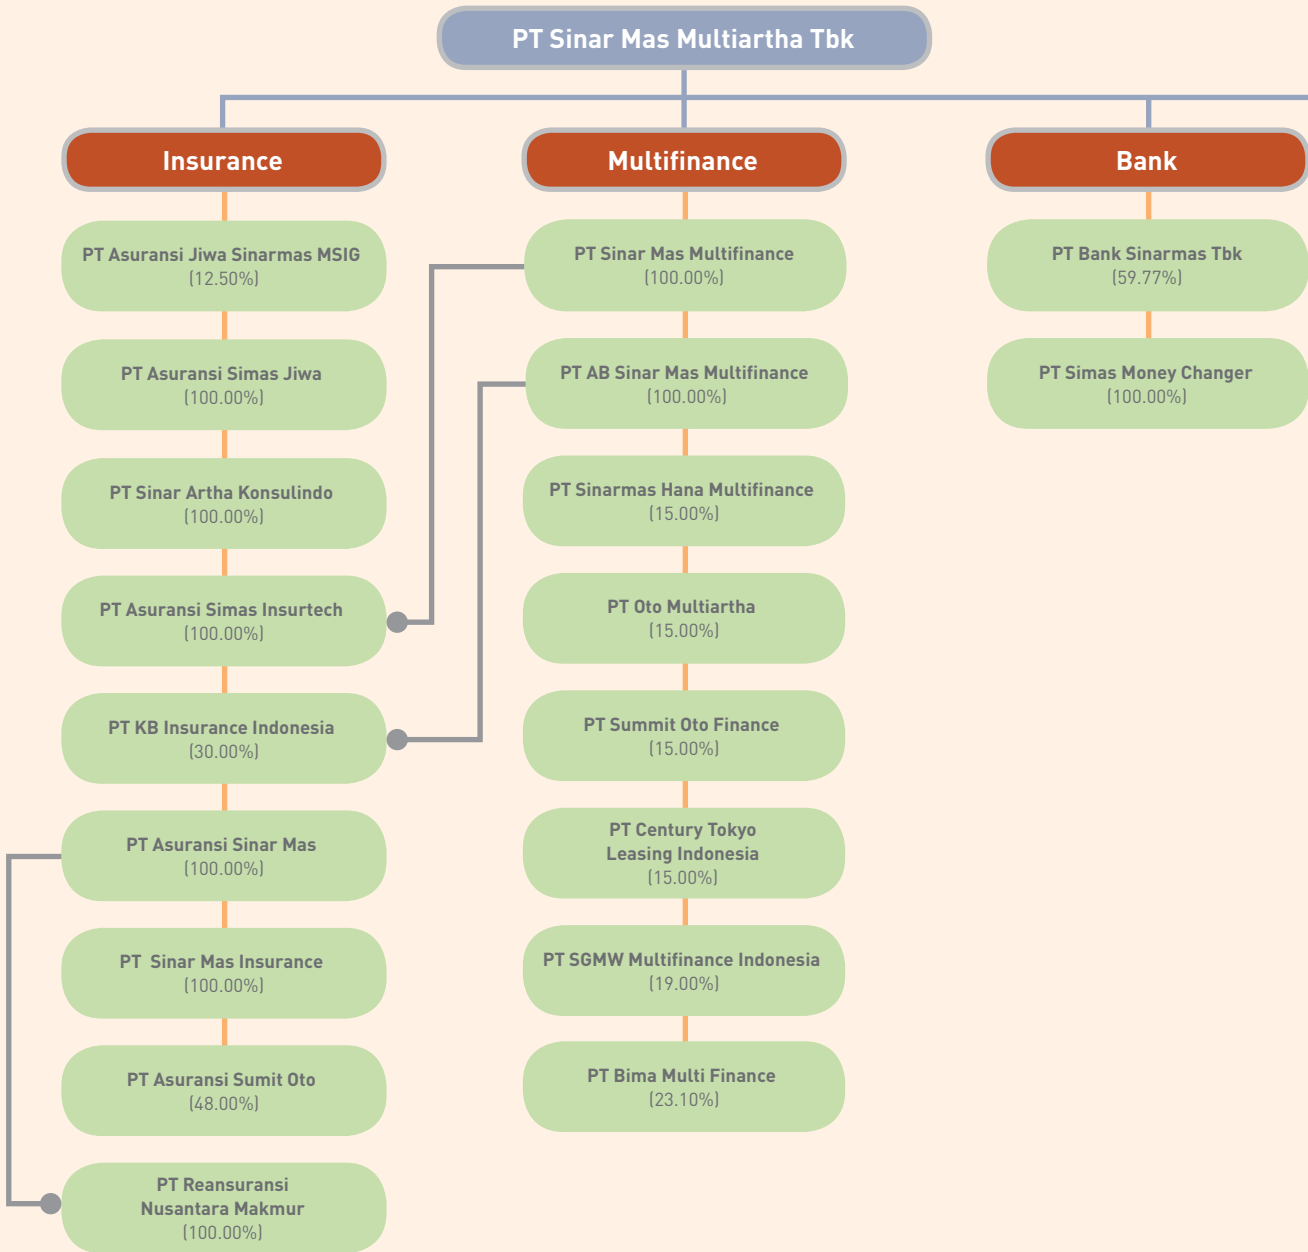 PT Sinar Mas Multiartha Tbk
Insurance
PT Asuransi Jiwa Sinarmas MSIG
(12.50%)
PT Asuransi Simas Jiwa
(100.00%)
PT Sinar Artha Konsulindo
(100.00%)
PT Asuransi Simas Insurtech
(100.00%)
PT KB Insurance Indonesia
(30.00%)
PT Asuransi Sinar Mas
(100.00%)
PT Sinar Mas Insurance
(100.00%)
PT Asuransi Sumit Oto
(48.00%)
PT Reansuransi
Nusantara Makmur
(100.00%)
Multifinance
PT Sinar Mas Multifinance
(100.00%)
PT AB Sinar Mas Multifinance
(100.00%)
PT Sinarmas Hana Multifinance
(15.00%)
PT Oto Multiartha
(15.00%)
PT Summit Oto Finance
(15.00%)
PT Century Tokyo
Leasing Indonesia
(15.00%)
PT SGMW Multifinance Indonesia
(19.00%)
PT Bima Multi Finance
(23.10%)
Bank
PT Bank Sinarmas Tbk
(59.77%)
PT Simas Money Changer
(100.00%)